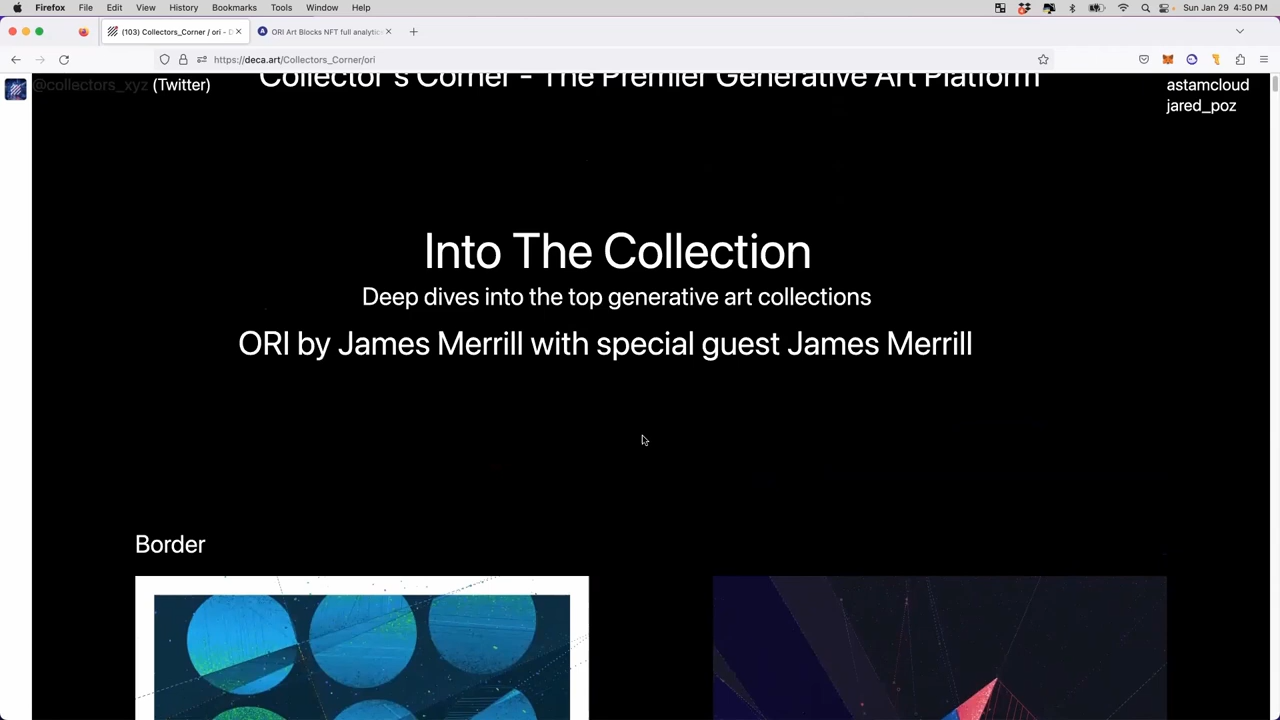 Firefox File Edit View History Bookmarks Tools Window Help Sun Jan 29 4:50 PM
(103) Collectors_Corner / ori - D
ORI Art Blocks NFT full analytic
https://deca.art/Collectors_Corner/ori
@collectors_xyz (Twitter)
Collector's Corner - The Premier Generative Art Platform
astamcloud
jared_poz
Into The Collection
Deep dives into the top generative art collections
ORI by James Merrill with special guest James Merrill
Border